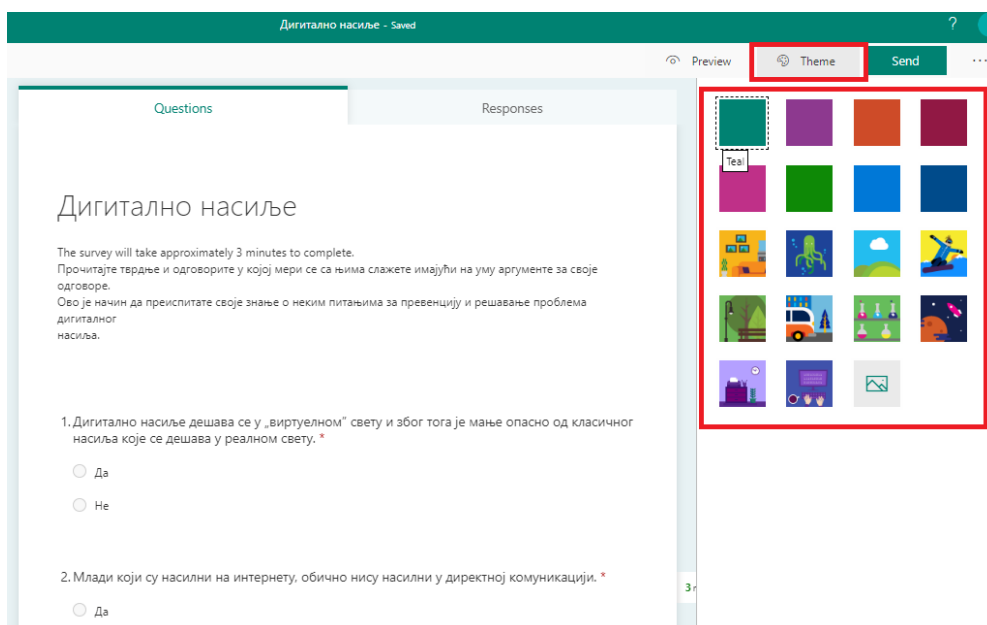 Дигитално насиље - Saved
?
Preview
Theme
Send
...
Questions
Responses
Teal
Дигитално насиље
The survey will take approximately 3 minutes to complete.
Прочитајте тврдње и одговорите у којој мери се са њима слажете имајући на уму аргументе за своје
одговоре.
Ово је начин да преиспитате своје знање о неким питањима за превенцију и решавање проблема
дигиталног
насиља.
1. Дигитално насиље дешава се у „виртуелном“ свету и због тога је мање опасно од класичног
насиља које се дешава у реалном свету. *
Да
Не
2. Млади који су насилни на интернету, обично нису насилни у директној комуникацији. *
3
Да